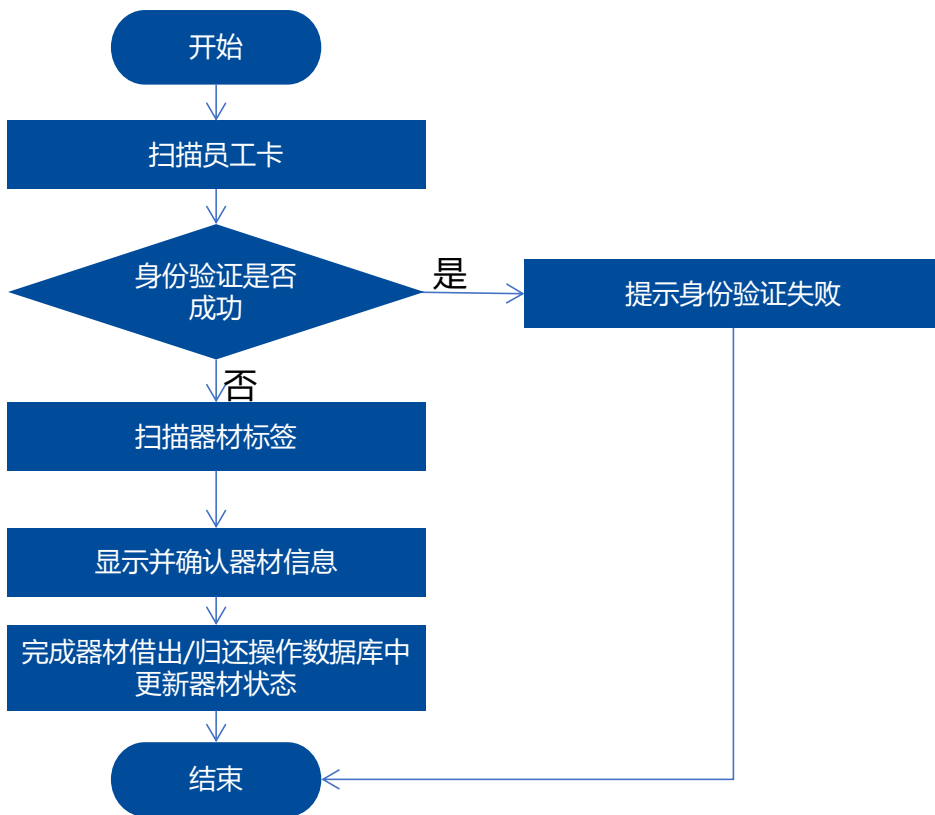 开始
扫描员工卡
身份验证是否
成功
是
提示身份验证失败
否
扫描器材标签
显示并确认器材信息
完成器材借出/归还操作数据库中
更新器材状态
结束